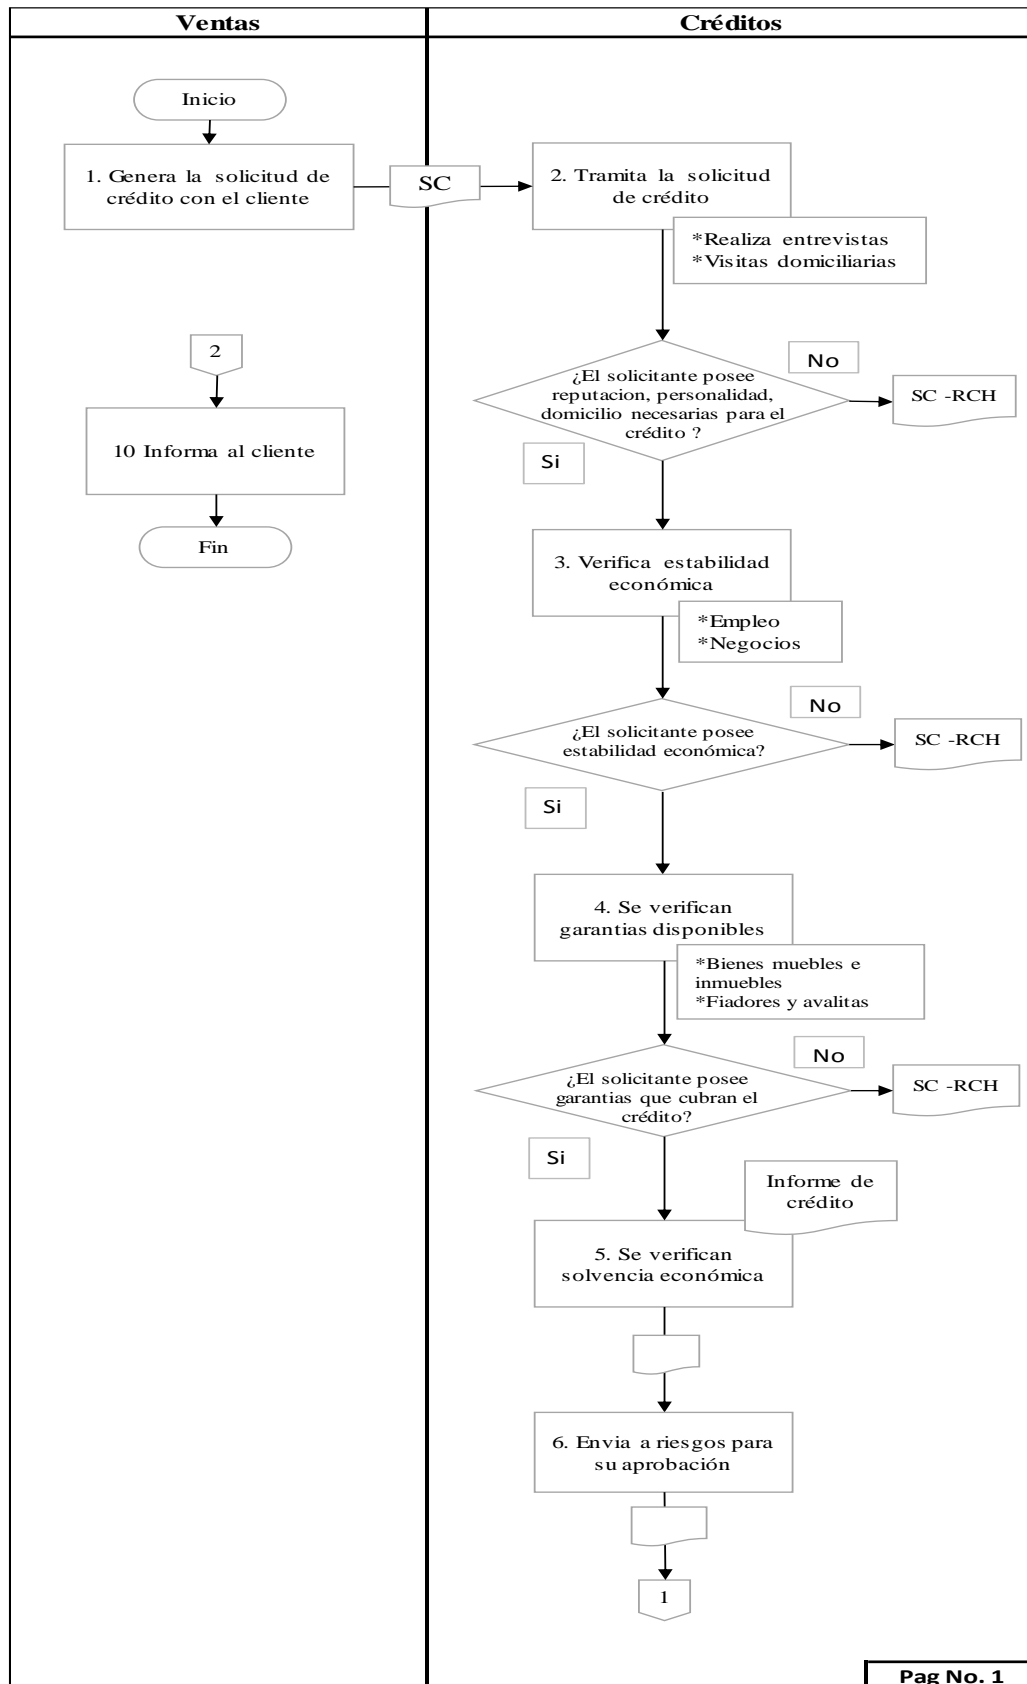 Ventas
Créditos
Inicio
1. Genera la solicitud de
crédito con el cliente
SC
2. Tramita la solicitud
de crédito
*Realiza entrevistas
*Visitas domiciliarias
2
10 Informa al cliente
Fin
¿El solicitante posee
reputacion, personalidad,
domicilio necesarias para el
crédito ?
No
SC -RCH
Si
3. Verifica estabilidad
económica
*Empleo
*Negocios
¿El solicitante posee
estabilidad económica?
No
SC -RCH
Si
4. Se verifican
garantias disponibles
*Bienes muebles e
inmuebles
*Fiadores y avalitas
¿El solicitante posee
garantias que cubran el
crédito?
No
SC -RCH
Si
Informe de
crédito
5. Se verifican
solvencia económica
6. Envia a riesgos para
su aprobación
1
Pag No. 1